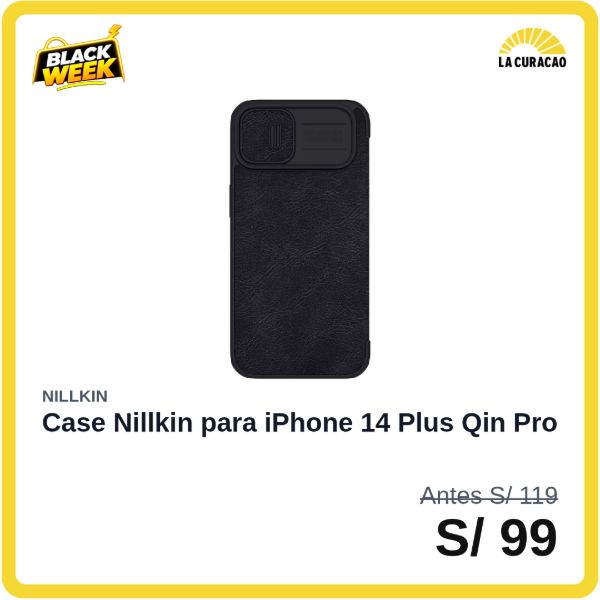 BLACK
WEEK
LA CURACAO
NILLKIN
Case Nillkin para iPhone 14 Plus Qin Pro
Antes S/ 119
S/ 99